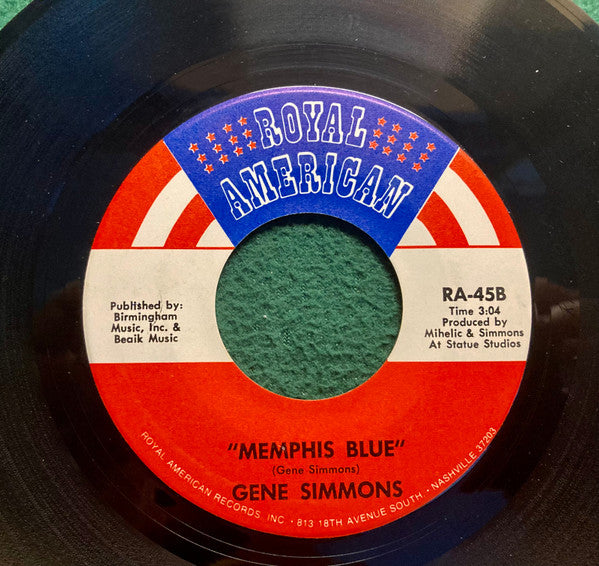 ROYAL
AMERICAN
Published by:
Birmingham
Music, Inc. &
Beaik Music
RA-45B
Time 3:04
Produced by
Mihelic & Simmons
At Statue Studios
"MEMPHIS BLUE"
(Gene Simmons)
GENE SIMMONS
ROYAL AMERICAN RECORDS, INC • 813 18TH AVENUE SOUTH - NASHVILLE 37203